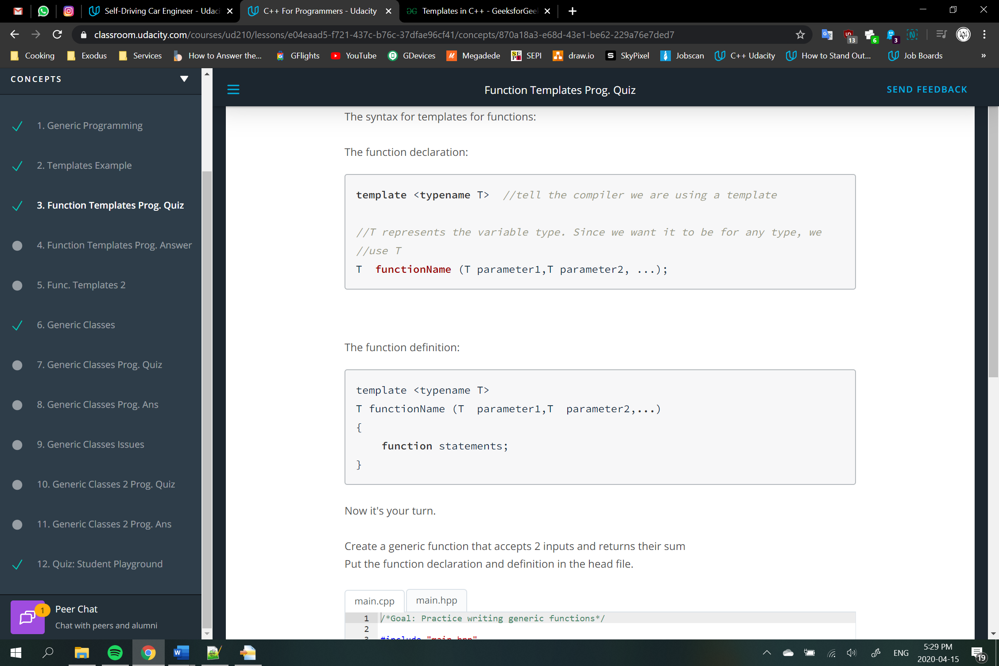 Self-Driving Car Engineer - Udaci
C++ For Programmers - Udacity
Templates in C++ - GeeksforGeel
classroom.udacity.com/courses/ud210/lessons/e04eaad5-f721-437c-b76c-37dfae96cf41/concepts/870a18a3-e68d-43e1-be62-229a76e7ded7
13
6
3
Cooking
Exodus
Services
How to Answer the...
GFlights
YouTube
GDevices
Megadede
SEPI
draw.io
SkyPixel
Jobscan
C++ Udacity
How to Stand Out...
Job Boards
»
CONCEPTS
1. Generic Programming
2. Templates Example
3. Function Templates Prog. Quiz
4. Function Templates Prog. Answer
5. Func. Templates 2
6. Generic Classes
7. Generic Classes Prog. Quiz
8. Generic Classes Prog. Ans
9. Generic Classes Issues
10. Generic Classes 2 Prog. Quiz
11. Generic Classes 2 Prog. Ans
12. Quiz: Student Playground
1
Peer Chat
Chat with peers and alumni
Function Templates Prog. Quiz
SEND FEEDBACK
The syntax for templates for functions:
The function declaration:
template <typename T>  //tell the compiler we are using a template
//T represents the variable type. Since we want it to be for any type, we
//use T
T  functionName (T parameter1,T parameter2, ...);
The function definition:
template <typename T>
T functionName (T  parameter1,T  parameter2,...)
{
    function statements;
}
Now it's your turn.
Create a generic function that accepts 2 inputs and returns their sum
Put the function declaration and definition in the head file.
main.cpp
main.hpp
1 /*Goal: Practice writing generic functions*/
2
3 #include "main.hpp"
ENG
5:29 PM
2020-04-15
19